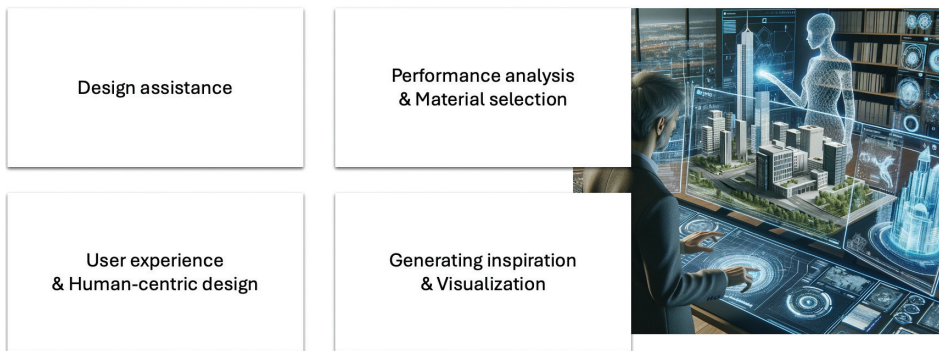 Design assistance
Performance analysis
& Material selection
User experience
& Human-centric design
Generating inspiration
& Visualization